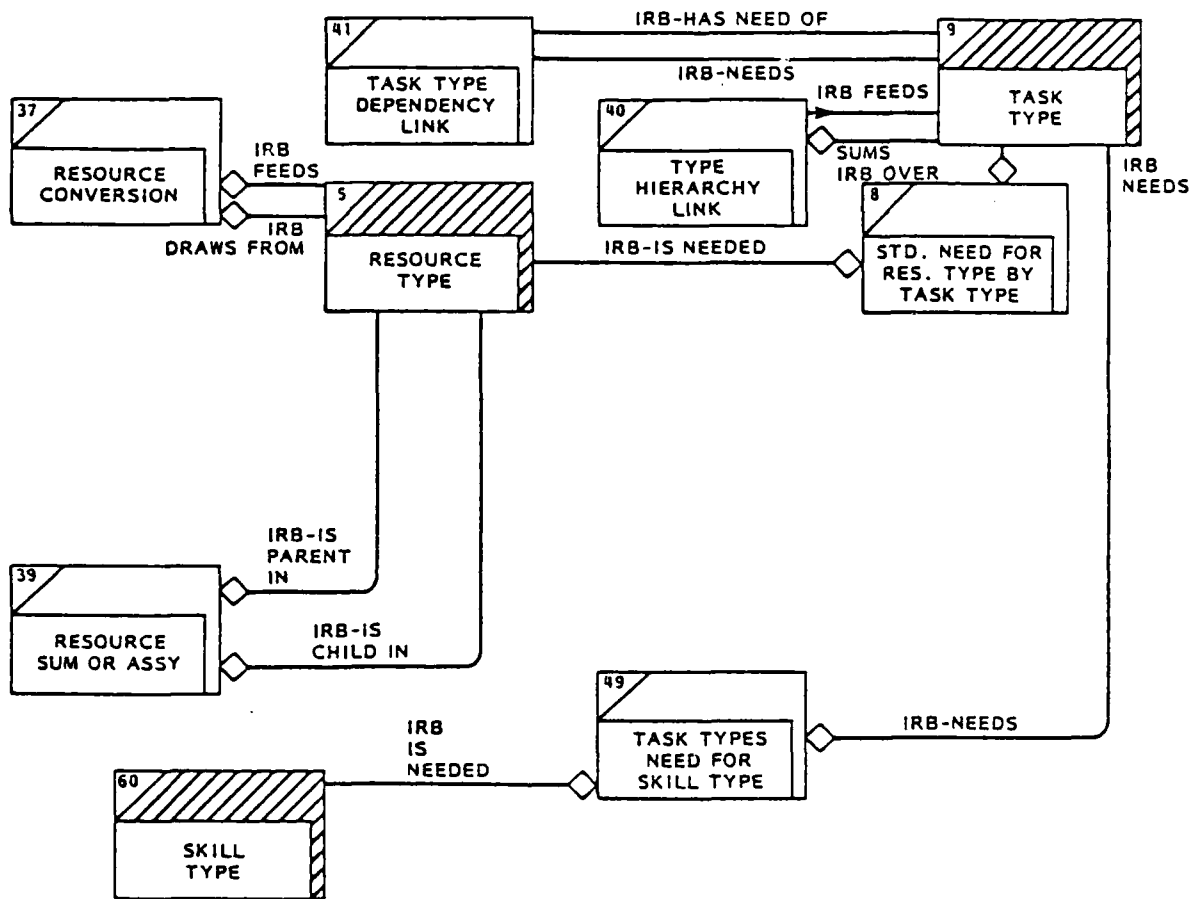 41
TASK TYPE
DEPENDENCY
LINK
IRB-HAS NEED OF
IRB-NEEDS
9
TASK
TYPE
37
RESOURCE
CONVERSION
IRB
FEEDS
IRB
DRAWS FROM
40
TYPE
HIERARCHY
LINK
IRB FEEDS
SUMS
IRB OVER
IRB
NEEDS
5
RESOURCE
TYPE
IRB-IS NEEDED
8
STD. NEED FOR
RES. TYPE BY
TASK TYPE
39
RESOURCE
SUM OR ASSY
IRB-IS
PARENT
IN
IRB-IS
CHILD IN
49
TASK TYPES
NEED FOR
SKILL TYPE
IRB-NEEDS
IRB
IS
NEEDED
60
SKILL
TYPE